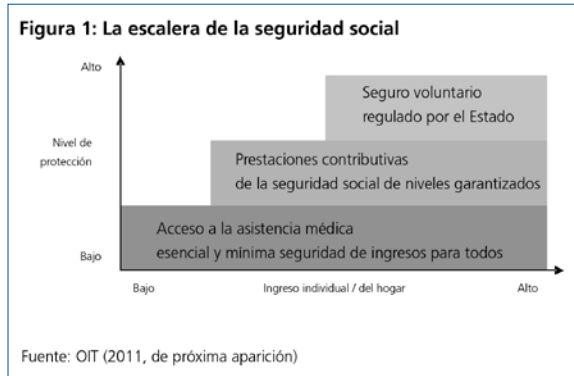 Figura 1: La escalera de la seguridad social
Alto
Nivel de
protección
Bajo
Seguro voluntario
regulado por el Estado
Prestaciones contributivas
de la seguridad social de niveles garantizados
Acceso a la asistencia médica
esencial y mínima seguridad de ingresos para todos
Bajo
Ingreso individual / del hogar
Alto
Fuente: OIT (2011, de próxima aparición)